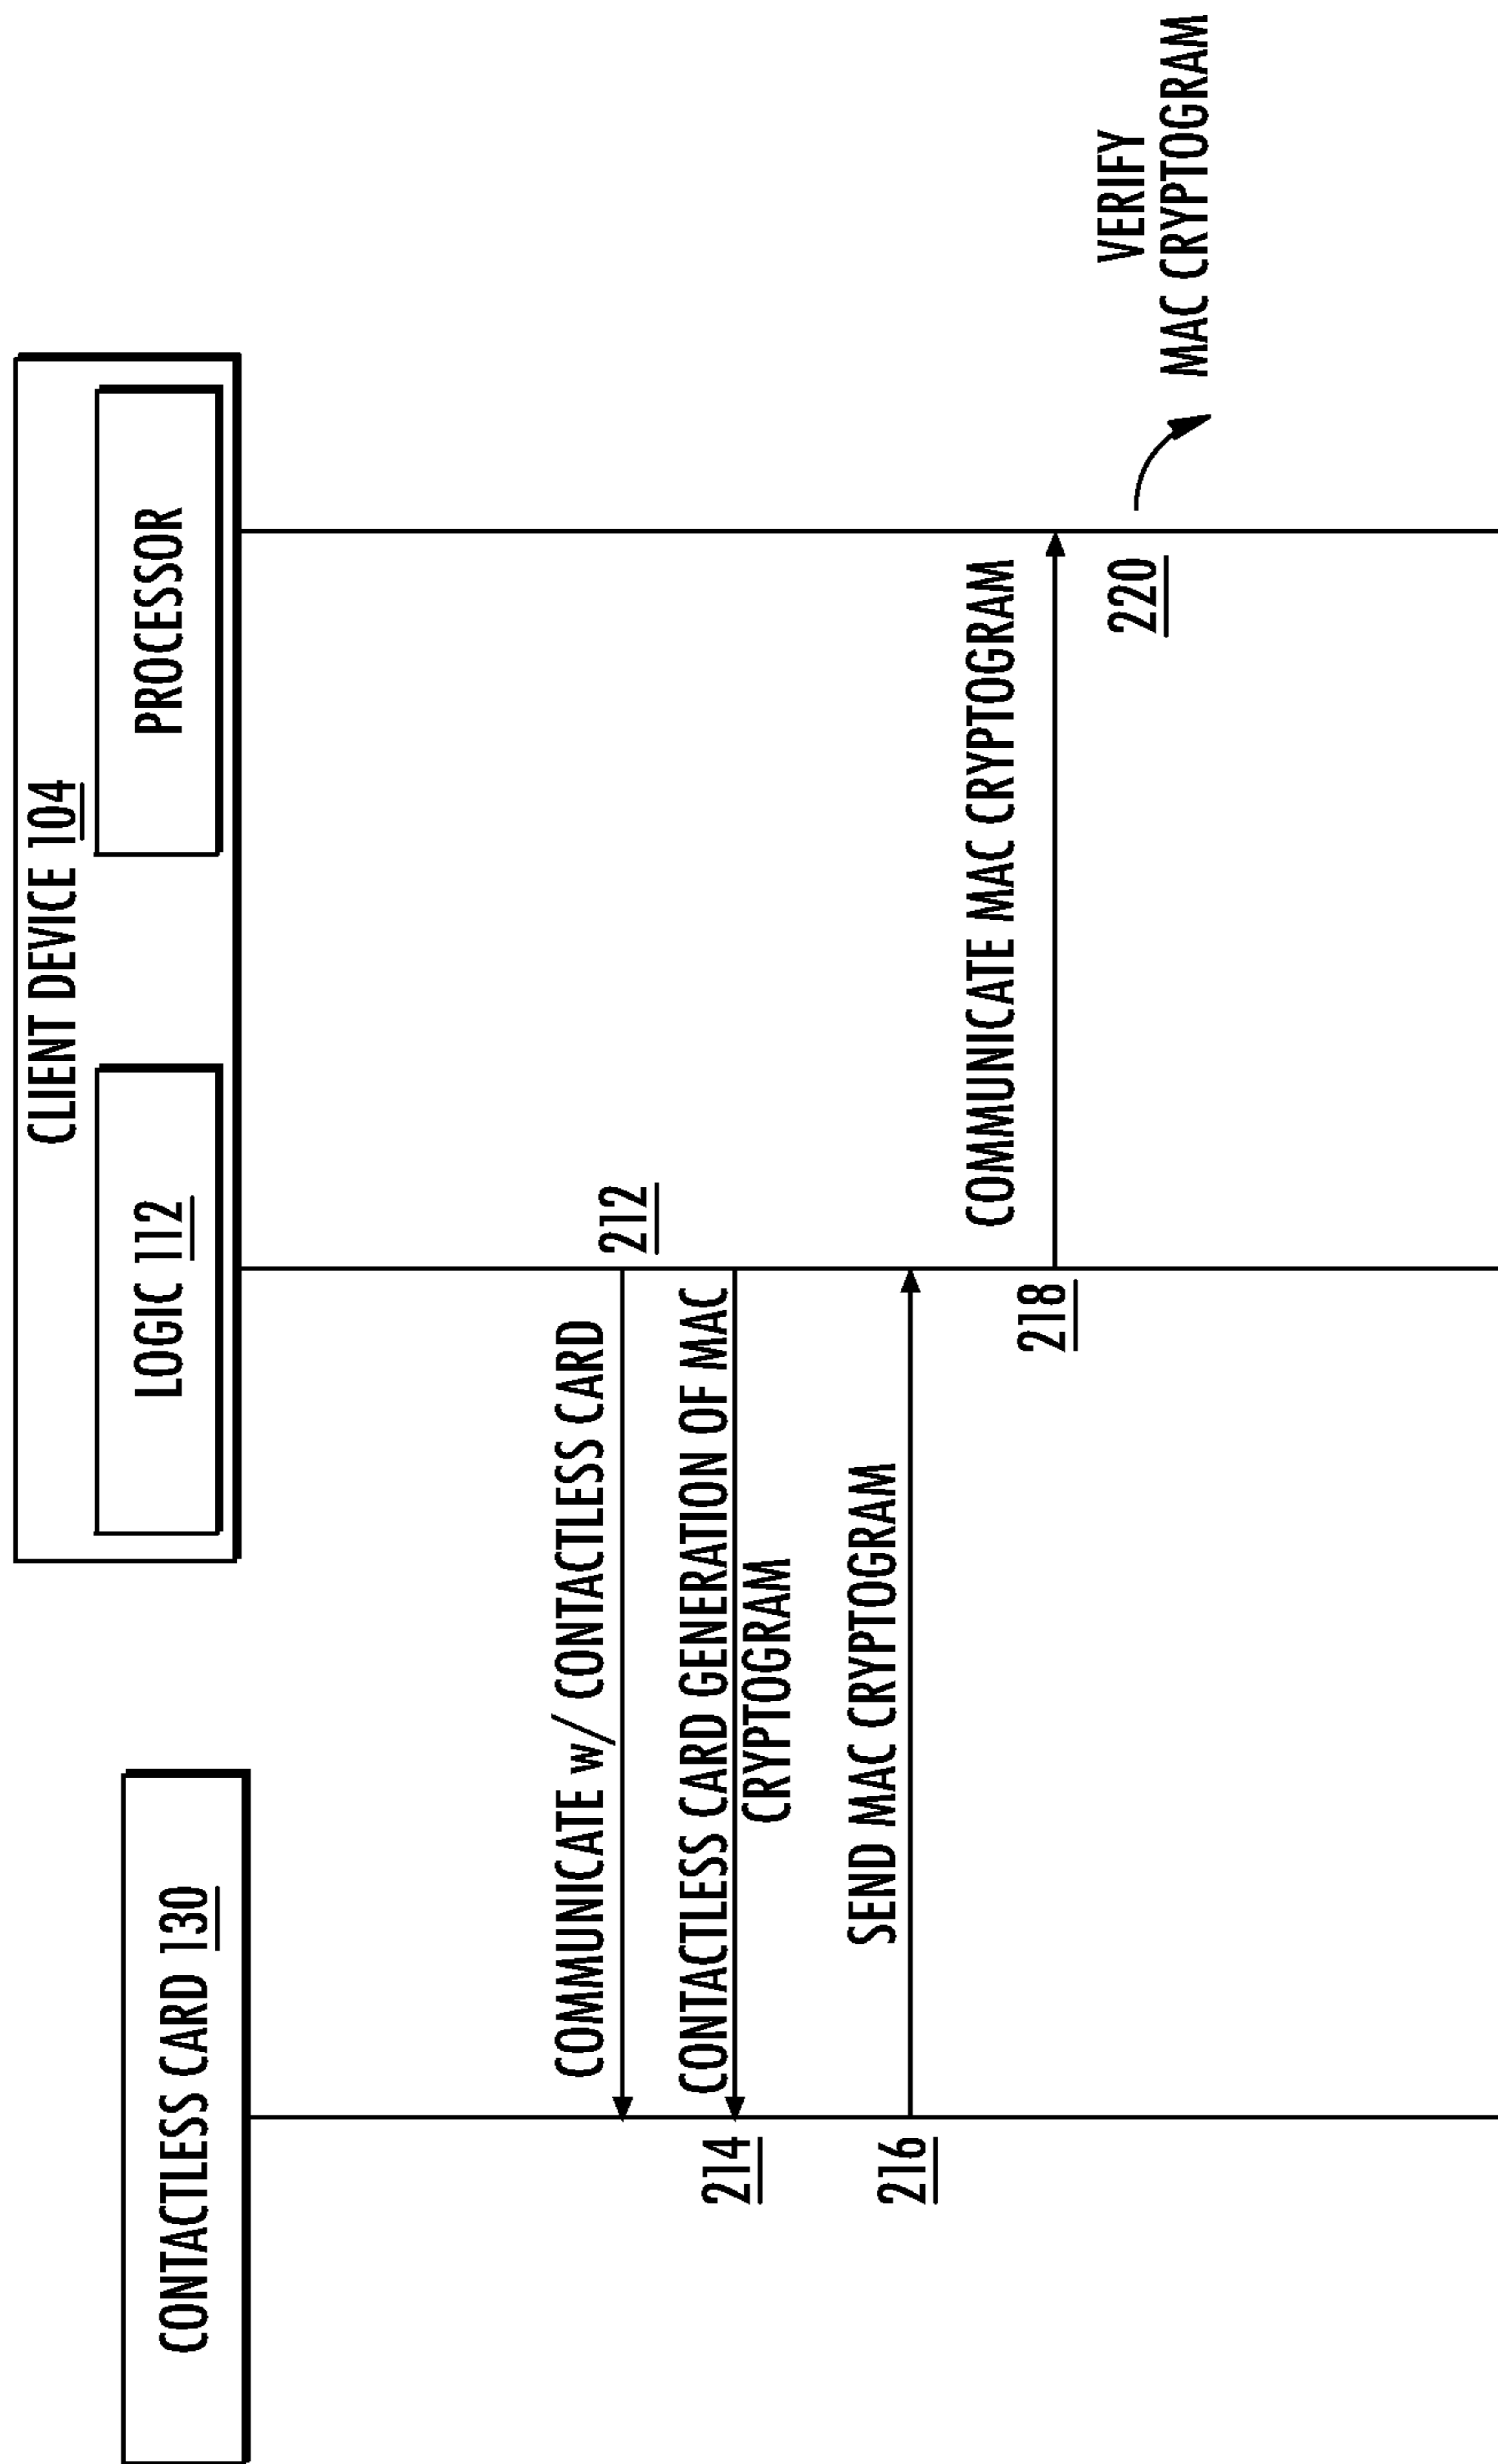 CLIENT DEVICE 104
CONTACTLESS CARD 130
LOGIC 112
PROCESSOR
COMMUNICATE w/ CONTACTLESS CARD
212
CONTACTLESS CARD GENERATION OF MAC
CRYPTOGRAM
214
SEND MAC CRYPTOGRAM
216
COMMUNICATE MAC CRYPTOGRAM
218
220
VERIFY
MAC CRYPTOGRAM